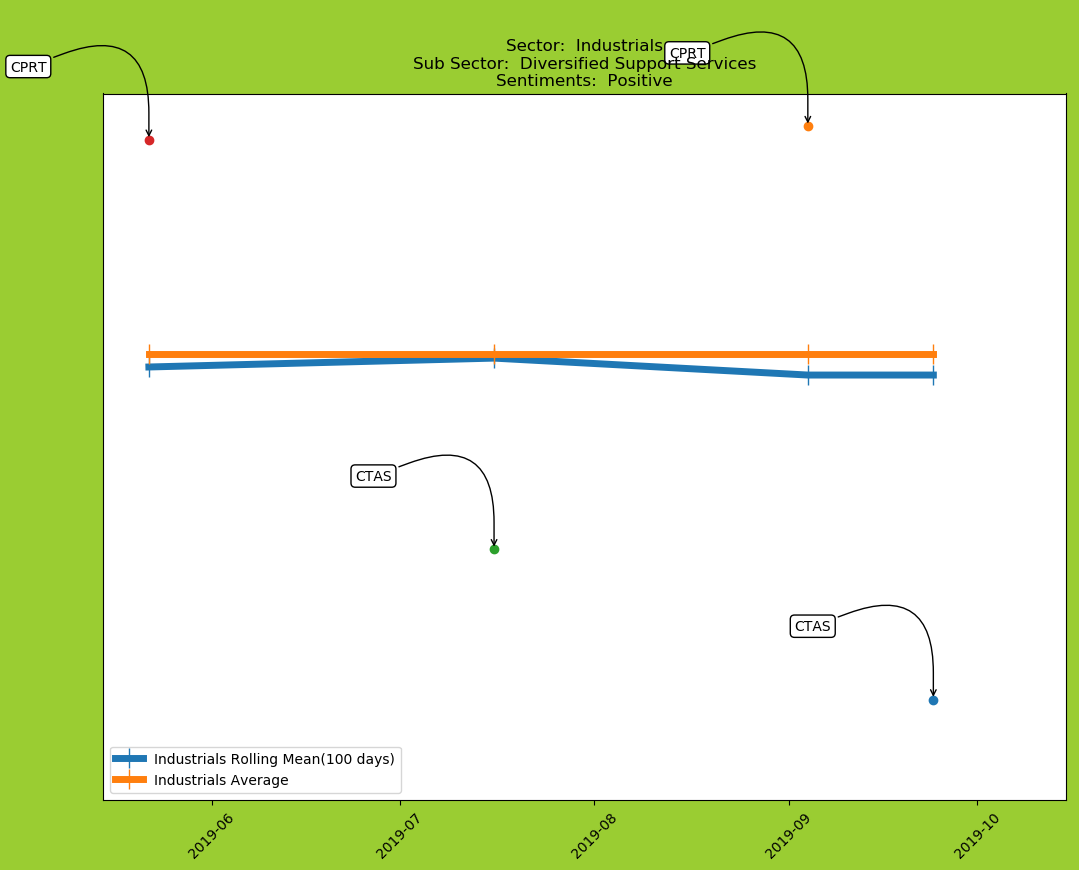 Sector:  Industrials
Sub Sector:  Diversified Support Services
Sentiments:  Positive
CPRT
CPRT
CTAS
CTAS
Industrials Rolling Mean(100 days)
Industrials Average
2019-06
2019-07
2019-08
2019-09
2019-10